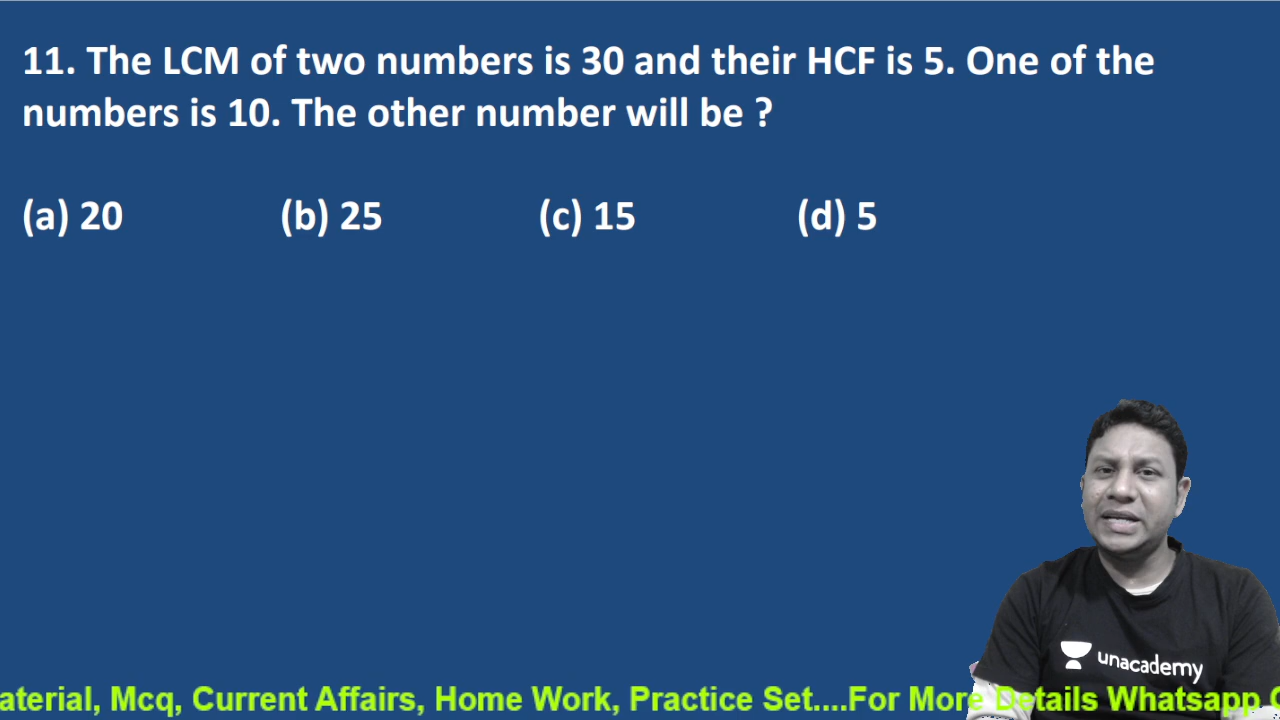 11. The LCM of two numbers is 30 and their HCF is 5. One of the
numbers is 10. The other number will be ?
(a) 20 (b) 25 (c) 15 (d) 5
unacademy
aterial, Mcq, Current Affairs, Home Work, Practice Set....For More Details Whatsapp